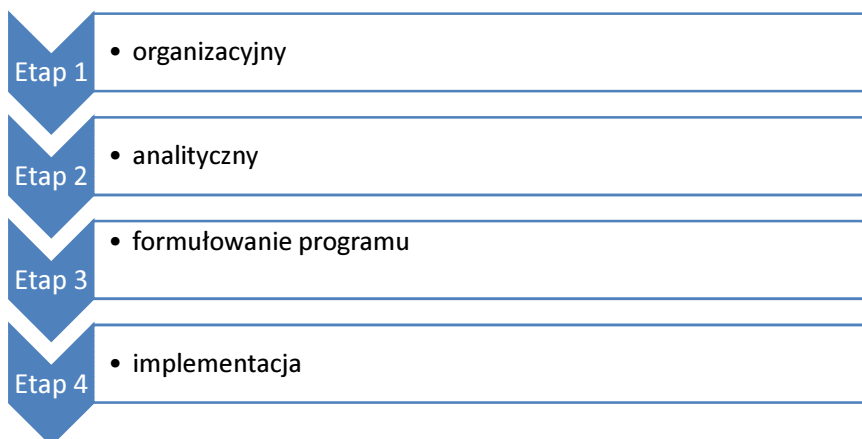 Etap 1
• organizacyjny
Etap 2
• analityczny
Etap 3
• formułowanie programu
Etap 4
• implementacja